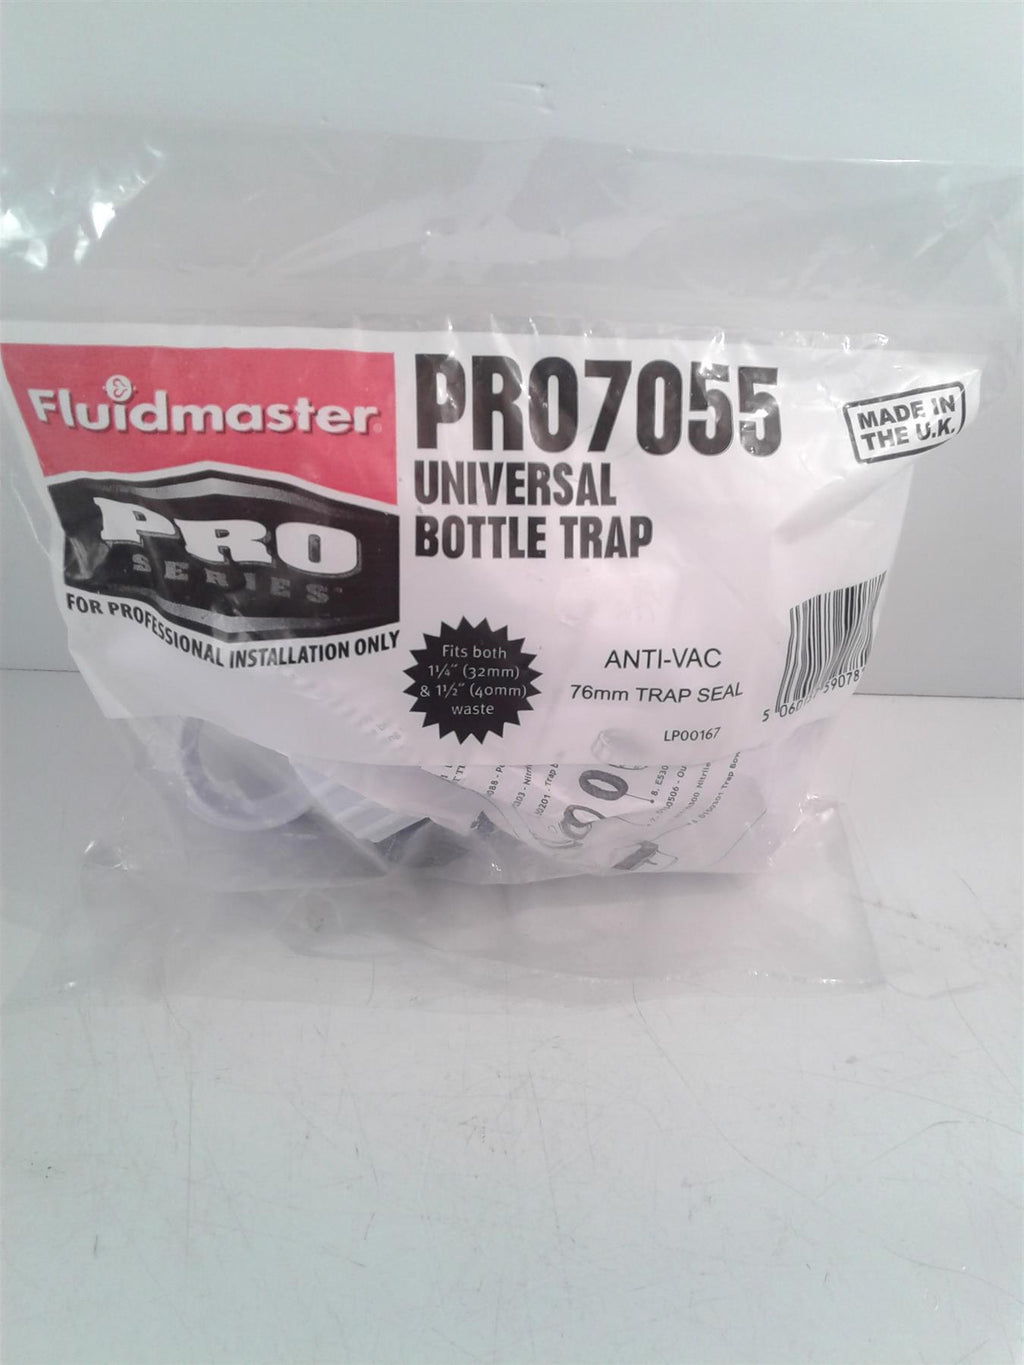 Fluidmaster
PRO
SERIES
FOR PROFESSIONAL INSTALLATION ONLY
PRO7055
UNIVERSAL
BOTTLE TRAP
MADE IN
THE U.K.
Fits both
1¼" (32mm)
& 1½" (40mm)
waste
ANTI-VAC
76mm TRAP SEAL
LP00167